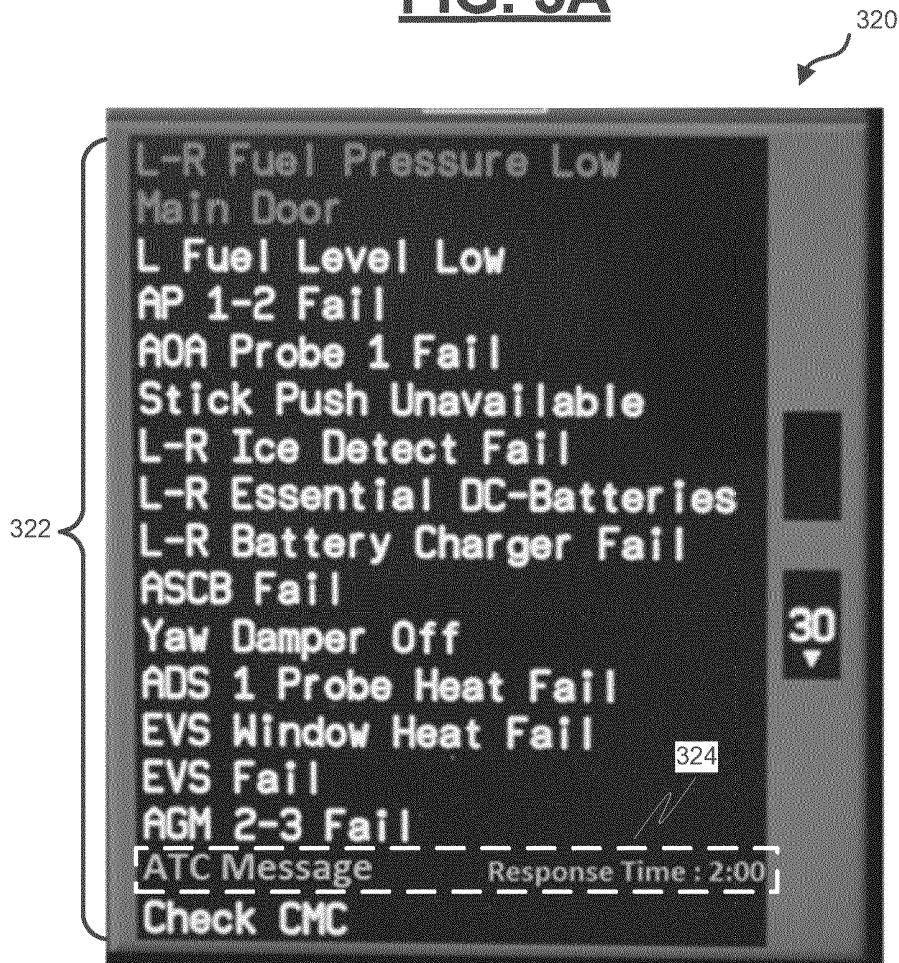 320
L-R Fuel Pressure Low
Main Door
L Fuel Level Low
AP 1-2 Fail
AOA Probe 1 Fail
Stick Push Unavailable
L-R Ice Detect Fail
L-R Essential DC-Batteries
322
L-R Battery Charger Fail
ASCB Fail
Yaw Damper Off
30
ADS 1 Probe Heat Fail
EVS Window Heat Fail
324
EVS Fail
AGM 2-3 Fail
ATC Message Response Time : 2:00
Check CMC